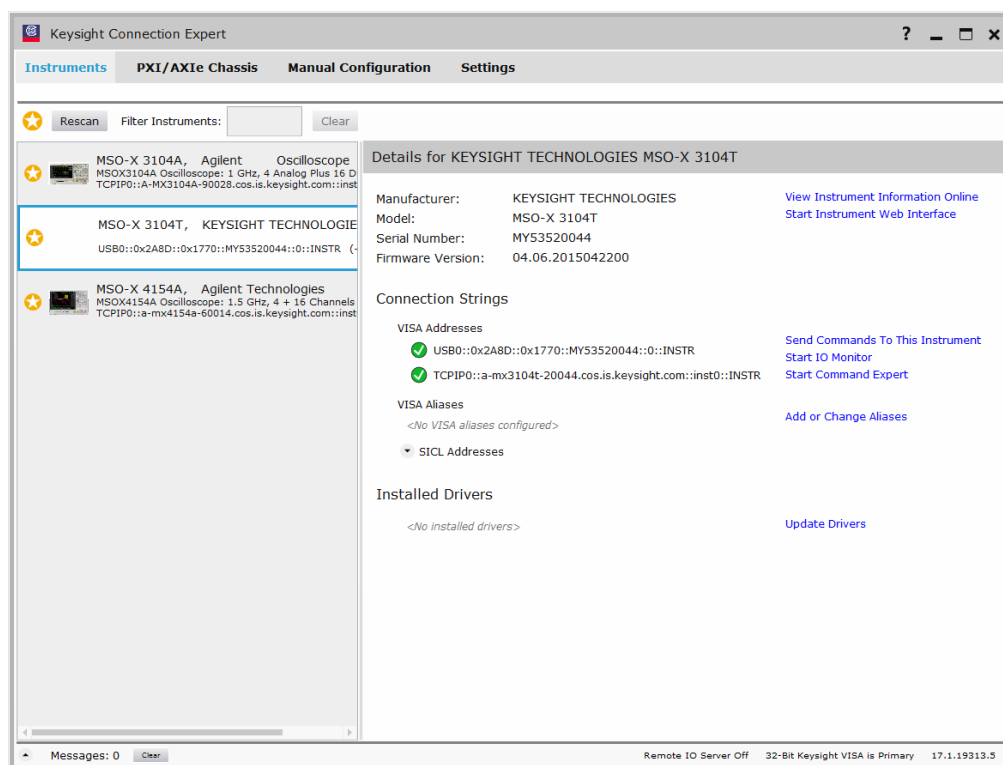 Keysight Connection Expert
?
Instruments PXI/AXIe Chassis Manual Configuration Settings
Rescan Filter Instruments: Clear
MSO-X 3104A, Agilent Oscilloscope
MSOX3104A Oscilloscope: 1 GHz, 4 Analog Plus 16 D
TCPIP0::A-MX3104A-90028.cos.is.keysight.com::inst
MSO-X 3104T, KEYSIGHT TECHNOLOGIE
USB0::0x2A8D::0x1770::MY53520044::0::INSTR (-
MSO-X 4154A, Agilent Technologies
MSOX4154A Oscilloscope: 1.5 GHz, 4 + 16 Channels
TCPIP0::a-mx4154a-60014.cos.is.keysight.com::inst
Details for KEYSIGHT TECHNOLOGIES MSO-X 3104T
Manufacturer: KEYSIGHT TECHNOLOGIES View Instrument Information Online
Model: MSO-X 3104T Start Instrument Web Interface
Serial Number: MY53520044
Firmware Version: 04.06.2015042200
Connection Strings
VISA Addresses
USB0::0x2A8D::0x1770::MY53520044::0::INSTR Send Commands To This Instrument
Start IO Monitor
TCPIP0::a-mx3104t-20044.cos.is.keysight.com::inst0::INSTR Start Command Expert
VISA Aliases
<No VISA aliases configured> Add or Change Aliases
SICL Addresses
Installed Drivers
<No installed drivers> Update Drivers
Messages: 0 Clear Remote IO Server Off 32-Bit Keysight VISA is Primary 17.1.19313.5